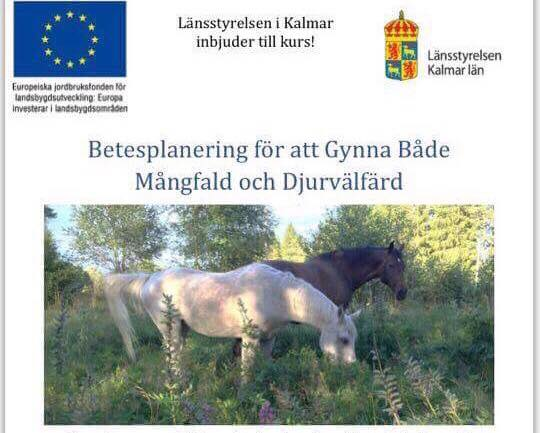 Länsstyrelsen i Kalmar
inbjuder till kurs!
Länsstyrelsen
Kalmar län
Europeiska jordbruksfonden för
landsbygdsutveckling: Europa
investerar i landsbygdsområden
Betesplanering för att Gynna Både
Mångfald och Djurvälfärd